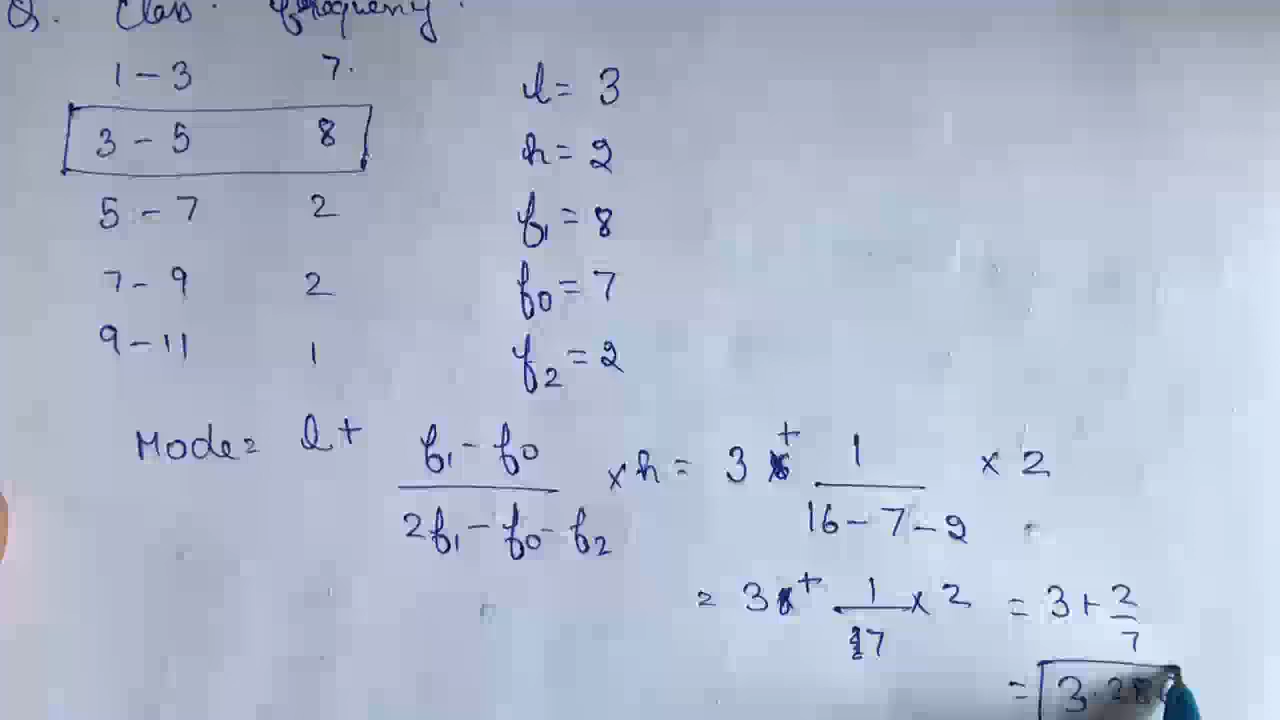 Q. Class. frequency.
1 - 3 7.
3 - 5 8
5 - 7 2
7 - 9 2
9 - 11 1
l = 3
h = 2
f₁ = 8
f0 = 7
f₂ = 2
Mode = l + (f₁ - f0)/(2f₁ - f0 - f₂) × h = 3 + 1/(16 - 7 - 2) × 2
= 3 + 1/7 × 2 = 3 + 2/7